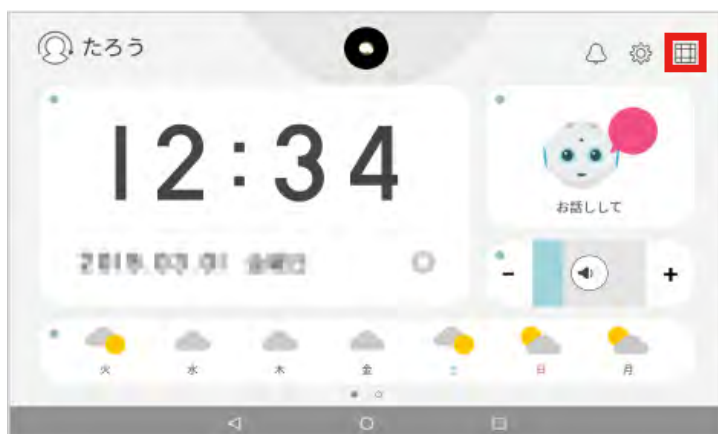 たろう
12:34
お話しして
- +
火 水 木 金 土 日 月